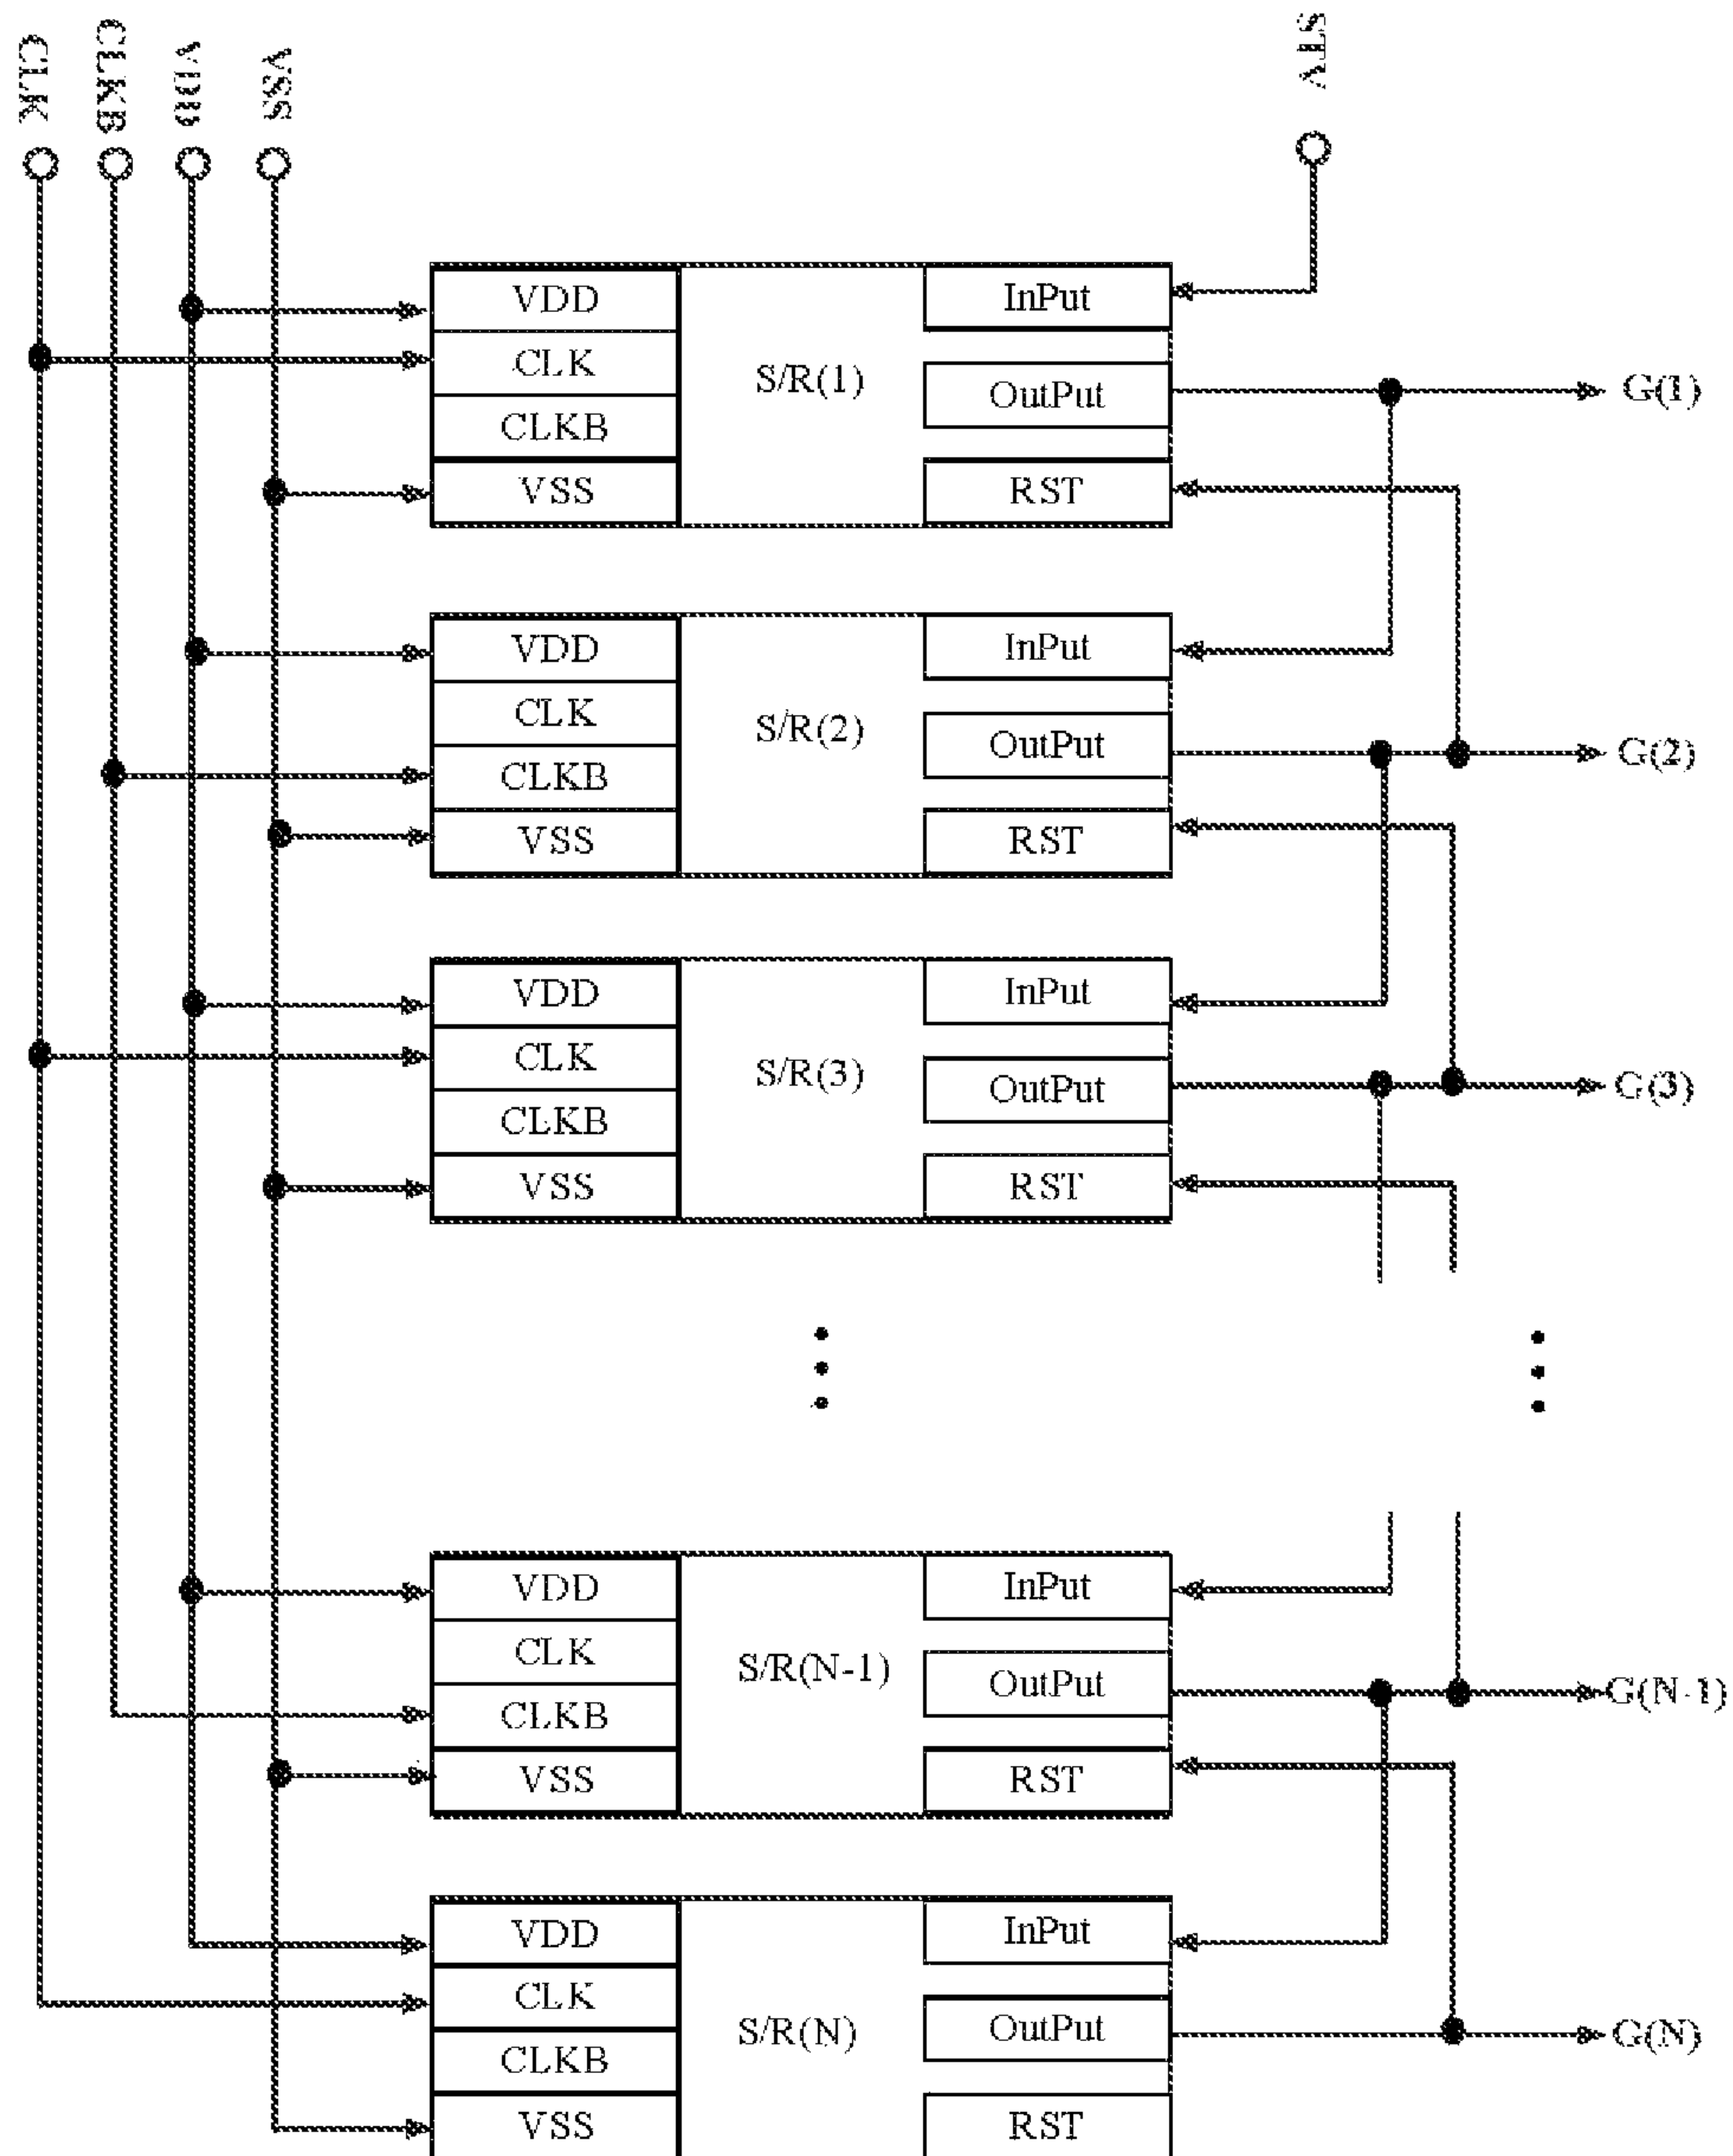 CLK
CLKB
VDD
VSS
STV
VDD
CLK
CLKB
VSS
S/R(1)
InPut
OutPut
RST
G(1)
VDD
CLK
CLKB
VSS
S/R(2)
InPut
OutPut
RST
G(2)
VDD
CLK
CLKB
VSS
S/R(3)
InPut
OutPut
RST
G(3)
VDD
CLK
CLKB
VSS
S/R(N-1)
InPut
OutPut
RST
G(N-1)
VDD
CLK
CLKB
VSS
S/R(N)
InPut
OutPut
RST
G(N)